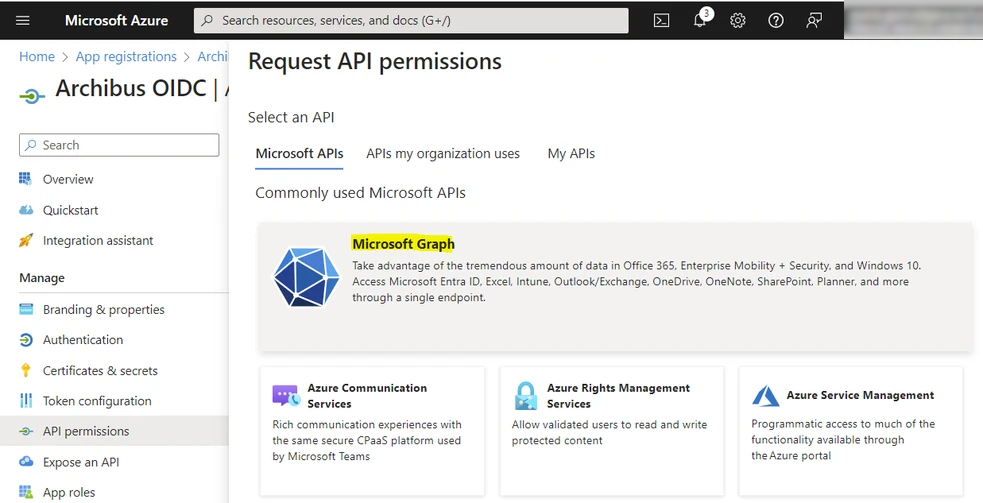 Microsoft Azure
Search resources, services, and docs (G+/)
3
Home > App registrations > Archi
Archibus OIDC |
Search
Overview
Quickstart
Integration assistant
Manage
Branding & properties
Authentication
Certificates & secrets
Token configuration
API permissions
Expose an API
App roles
Request API permissions
Select an API
Microsoft APIs
APIs my organization uses
My APIs
Commonly used Microsoft APIs
Microsoft Graph
Take advantage of the tremendous amount of data in Office 365, Enterprise Mobility + Security, and Windows 10.
Access Microsoft Entra ID, Excel, Intune, Outlook/Exchange, OneDrive, OneNote, SharePoint, Planner, and more
through a single endpoint.
Azure Communication
Services
Rich communication experiences with
the same secure CPaaS platform used
by Microsoft Teams
Azure Rights Management
Services
Allow validated users to read and write
protected content
Azure Service Management
Programmatic access to much of the
functionality available through
the Azure portal